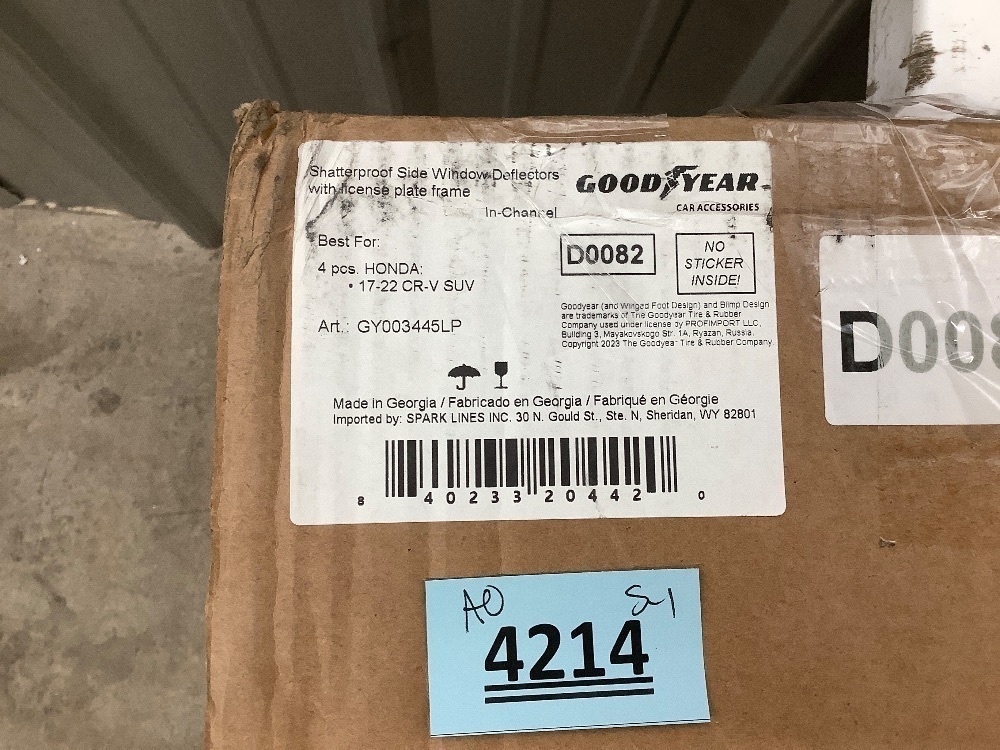 Shatterproof Side Window Deflectors
with license plate frame
In-Channel
GOODYEAR
CAR ACCESSORIES
Best For:
4 pcs. HONDA:
• 17-22 CR-V SUV
Art.: GY003445LP
D0082
NO
STICKER
INSIDE!
Goodyear (and Winged Foot Design) and Blimp Design
are trademarks of The Goodyear Tire & Rubber
Company used under license by PROFIMPORT LLC,
Building 3, Mayakovskogo Str. 1A, Ryazan, Russia.
Copyright 2023 The Goodyear Tire & Rubber Company.
Made in Georgia / Fabricado en Georgia / Fabriqué en Géorgie
Imported by: SPARK LINES INC. 30 N. Gould St., Ste. N, Sheridan, WY 82801
8 40233 20442 0
D008
AO
S-1
4214